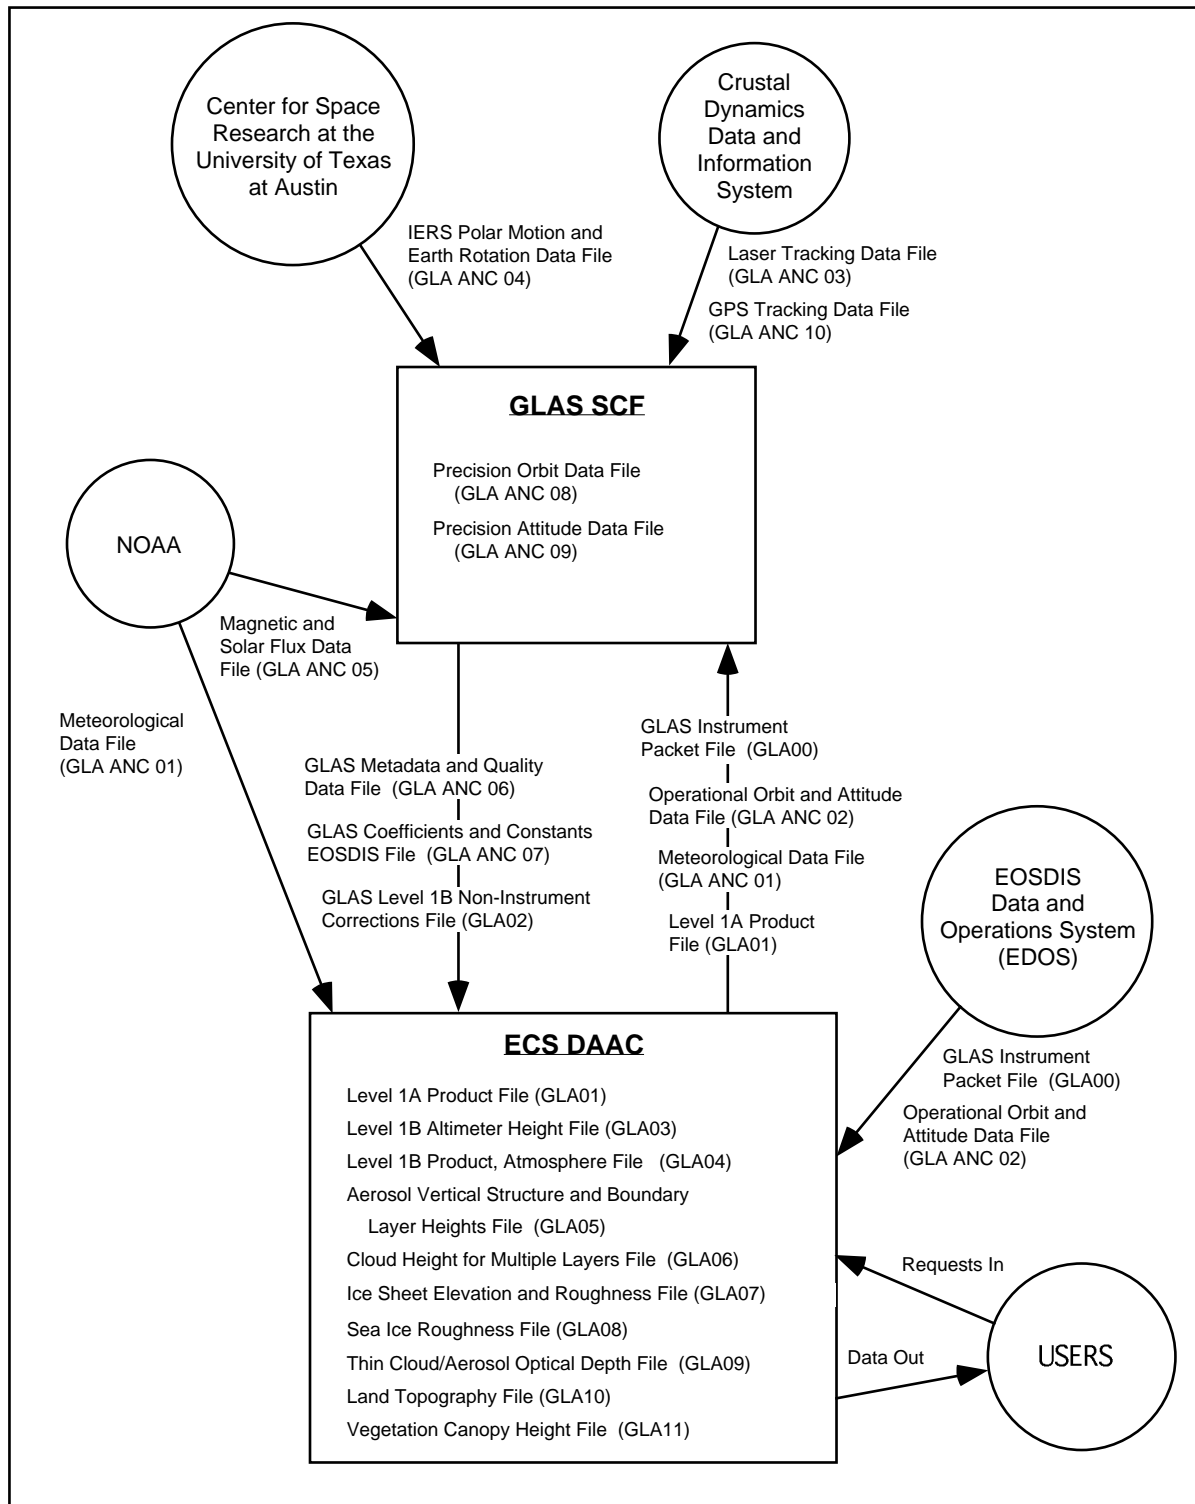 Center for Space
Research at the
University of Texas
at Austin
Crustal
Dynamics
Data and
Information
System
IERS Polar Motion and
Earth Rotation Data File
(GLA ANC 04)
Laser Tracking Data File
(GLA ANC 03)
GPS Tracking Data File
(GLA ANC 10)
GLAS SCF
Precision Orbit Data File
(GLA ANC 08)
Precision Attitude Data File
(GLA ANC 09)
NOAA
Magnetic and
Solar Flux Data
File (GLA ANC 05)
Meteorological
Data File
(GLA ANC 01)
GLAS Metadata and Quality
Data File (GLA ANC 06)
GLAS Coefficients and Constants
EOSDIS File (GLA ANC 07)
GLAS Level 1B Non-Instrument
Corrections File (GLA02)
GLAS Instrument
Packet File (GLA00)
Operational Orbit and Attitude
Data File (GLA ANC 02)
Meteorological Data File
(GLA ANC 01)
Level 1A Product
File (GLA01)
EOSDIS
Data and
Operations System
(EDOS)
GLAS Instrument
Packet File (GLA00)
Operational Orbit and
Attitude Data File
(GLA ANC 02)
ECS DAAC
Level 1A Product File (GLA01)
Level 1B Altimeter Height File (GLA03)
Level 1B Product, Atmosphere File (GLA04)
Aerosol Vertical Structure and Boundary
Layer Heights File (GLA05)
Cloud Height for Multiple Layers File (GLA06)
Ice Sheet Elevation and Roughness File (GLA07)
Sea Ice Roughness File (GLA08)
Thin Cloud/Aerosol Optical Depth File (GLA09)
Land Topography File (GLA10)
Vegetation Canopy Height File (GLA11)
Requests In
Data Out
USERS